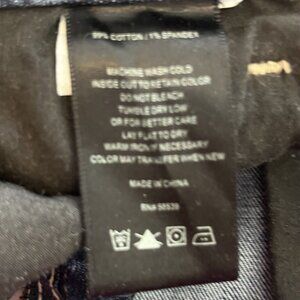 99% COTTON / 1% SPANDEX
MACHINE WASH COLD
INSIDE OUT TO RETAIN COLOR
DO NOT BLEACH
TUMBLE DRY LOW
OR FOR BETTER CARE
LAY FLAT TO DRY
WARM IRON IF NECESSARY
COLOR MAY TRANSFER WHEN NEW
MADE IN CHINA
RN#